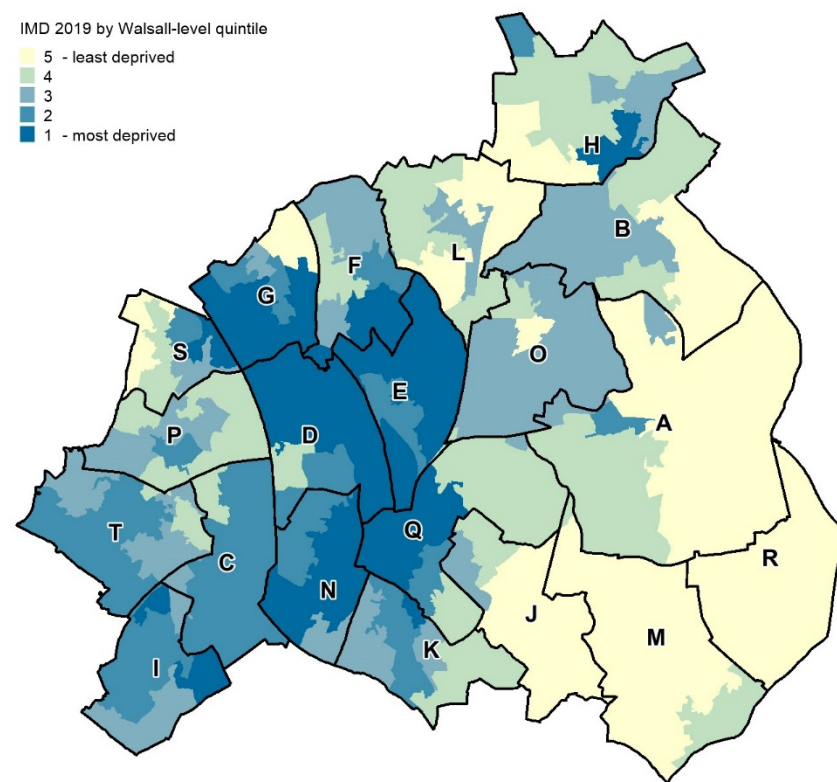 IMD 2019 by Walsall-level quintile
5 - least deprived
4
3
2
1 - most deprived
H
B
L
F
G
S
O
E
A
P
D
T
Q
R
C
N
J
M
K
I